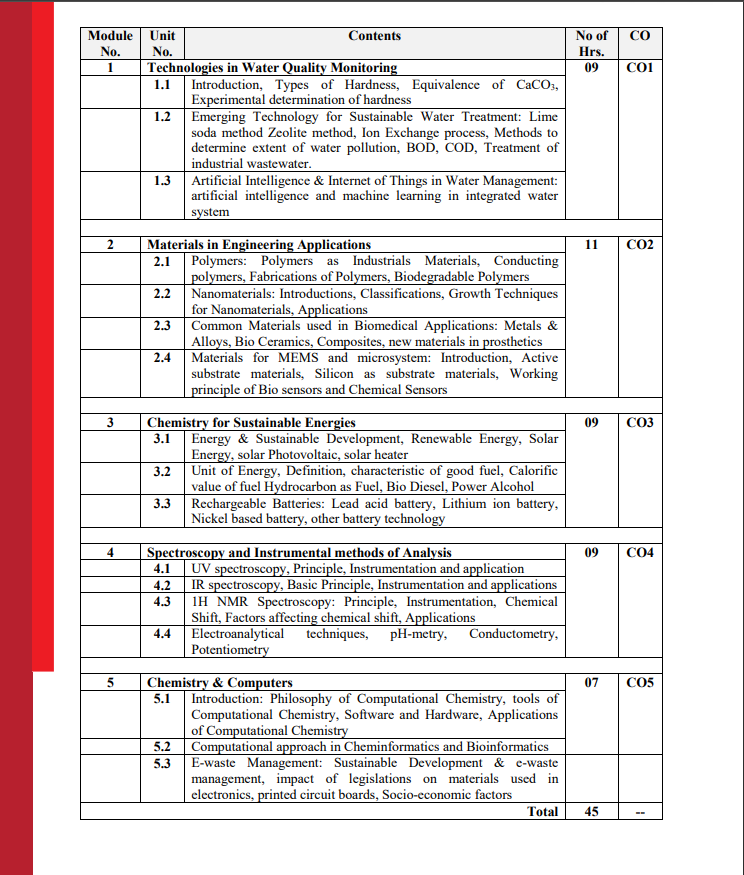 Module No. Unit No. Contents No of Hrs. CO
1 Technologies in Water Quality Monitoring 09 CO1
1.1 Introduction, Types of Hardness, Equivalence of CaCO₃,
Experimental determination of hardness
1.2 Emerging Technology for Sustainable Water Treatment: Lime
soda method Zeolite method, Ion Exchange process, Methods to
determine extent of water pollution, BOD, COD, Treatment of
industrial wastewater.
1.3 Artificial Intelligence & Internet of Things in Water Management:
artificial intelligence and machine learning in integrated water
system
2 Materials in Engineering Applications 11 CO2
2.1 Polymers: Polymers as Industrials Materials, Conducting
polymers, Fabrications of Polymers, Biodegradable Polymers
2.2 Nanomaterials: Introductions, Classifications, Growth Techniques
for Nanomaterials, Applications
2.3 Common Materials used in Biomedical Applications: Metals &
Alloys, Bio Ceramics, Composites, new materials in prosthetics
2.4 Materials for MEMS and microsystem: Introduction, Active
substrate materials, Silicon as substrate materials, Working
principle of Bio sensors and Chemical Sensors
3 Chemistry for Sustainable Energies 09 CO3
3.1 Energy & Sustainable Development, Renewable Energy, Solar
Energy, solar Photovoltaic, solar heater
3.2 Unit of Energy, Definition, characteristic of good fuel, Calorific
value of fuel Hydrocarbon as Fuel, Bio Diesel, Power Alcohol
3.3 Rechargeable Batteries: Lead acid battery, Lithium ion battery,
Nickel based battery, other battery technology
4 Spectroscopy and Instrumental methods of Analysis 09 CO4
4.1 UV spectroscopy, Principle, Instrumentation and application
4.2 IR spectroscopy, Basic Principle, Instrumentation and applications
4.3 1H NMR Spectroscopy: Principle, Instrumentation, Chemical
Shift, Factors affecting chemical shift, Applications
4.4 Electroanalytical techniques, pH-metry, Conductometry,
Potentiometry
5 Chemistry & Computers 07 CO5
5.1 Introduction: Philosophy of Computational Chemistry, tools of
Computational Chemistry, Software and Hardware, Applications
of Computational Chemistry
5.2 Computational approach in Cheminformatics and Bioinformatics
5.3 E-waste Management: Sustainable Development & e-waste
management, impact of legislations on materials used in
electronics, printed circuit boards, Socio-economic factors
Total 45 --